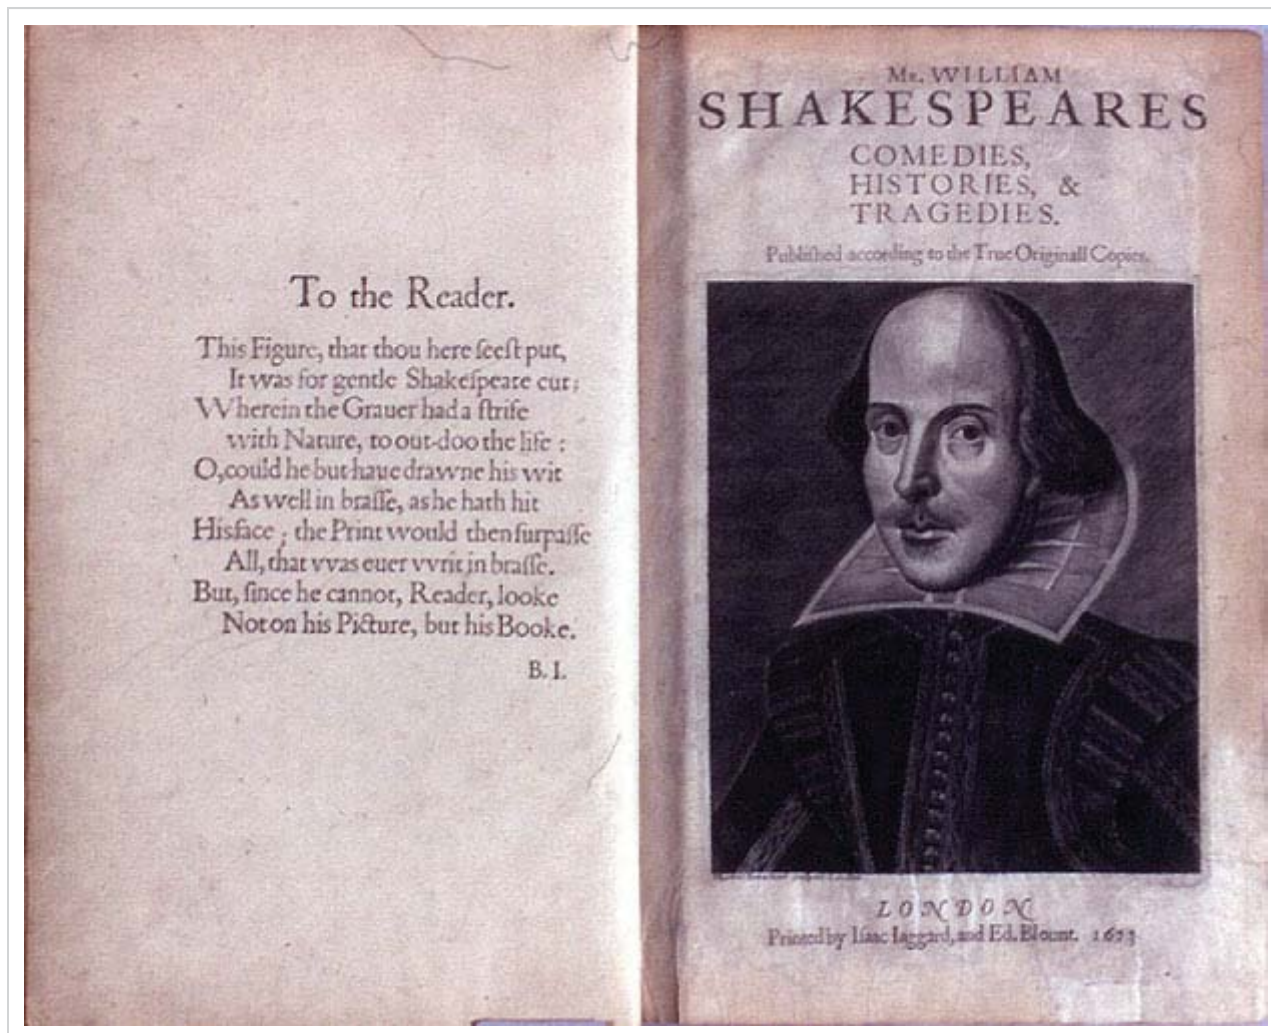 To the Reader.
This Figure, that thou here ſeeſt put,
It was for gentle Shakeſpeare cut;
Wherein the Grauer had a ſtrife
with Nature, to out-doo the life :
O, could he but haue drawne his wit
As well in braſſe, as he hath hit
His face ; the Print would then ſurpaſſe
All, that vvas euer vvrit in braſſe.
But, ſince he cannot, Reader, looke
Not on his Picture, but his Booke.
B. I.
Mr. WILLIAM
SHAKESPEARES
COMEDIES,
HISTORIES, &
TRAGEDIES.
Publiſhed according to the True Originall Copies.
LONDON
Printed by Iſaac Iaggard, and Ed. Blount. 1623